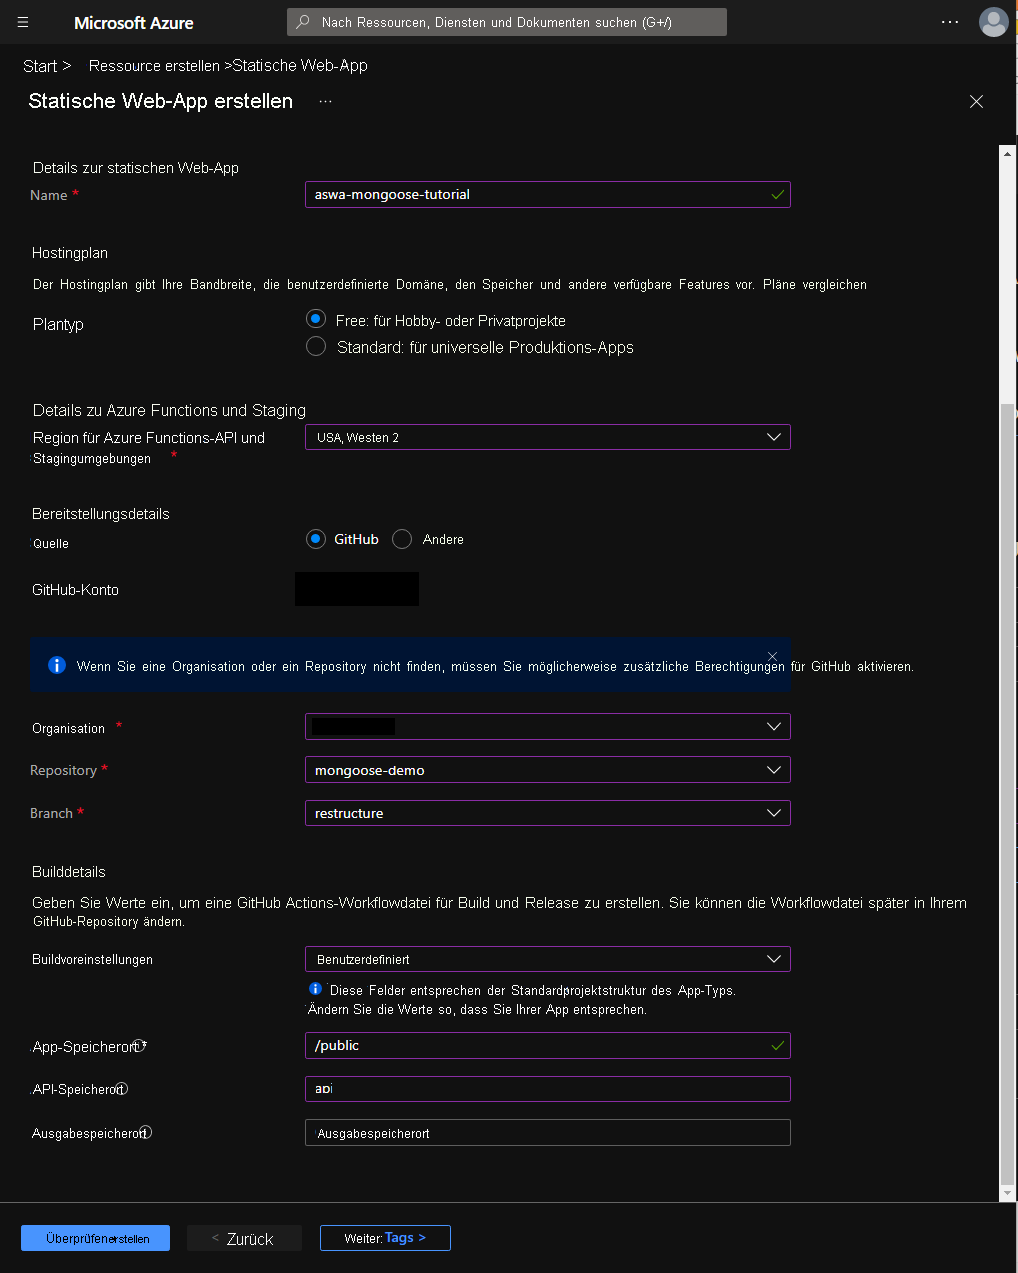 Microsoft Azure
Nach Ressourcen, Diensten und Dokumenten suchen (G+/)
Start > Ressource erstellen >Statische Web-App
Statische Web-App erstellen ...
Details zur statischen Web-App
Name *
aswa-mongoose-tutorial
Hostingplan
Der Hostingplan gibt Ihre Bandbreite, die benutzerdefinierte Domäne, den Speicher und andere verfügbare Features vor. Pläne vergleichen
Plantyp
Free: für Hobby- oder Privatprojekte
Standard: für universelle Produktions-Apps
Details zu Azure Functions und Staging
Region für Azure Functions-API und
Stagingumgebungen *
USA, Westen 2
Bereitstellungsdetails
Quelle
GitHub
Andere
GitHub-Konto
Wenn Sie eine Organisation oder ein Repository nicht finden, müssen Sie möglicherweise zusätzliche Berechtigungen für GitHub aktivieren.
Organisation *
Repository *
mongoose-demo
Branch *
restructure
Builddetails
Geben Sie Werte ein, um eine GitHub Actions-Workflowdatei für Build und Release zu erstellen. Sie können die Workflowdatei später in Ihrem
GitHub-Repository ändern.
Buildvoreinstellungen
Benutzerdefiniert
Diese Felder entsprechen der Standardprojektstruktur des App-Typs.
Ändern Sie die Werte so, dass Sie Ihrer App entsprechen.
App-Speicherort *
/public
API-Speicherort
api
Ausgabespeicherort
Ausgabespeicherort
Überprüfen+erstellen
< Zurück
Weiter: Tags >